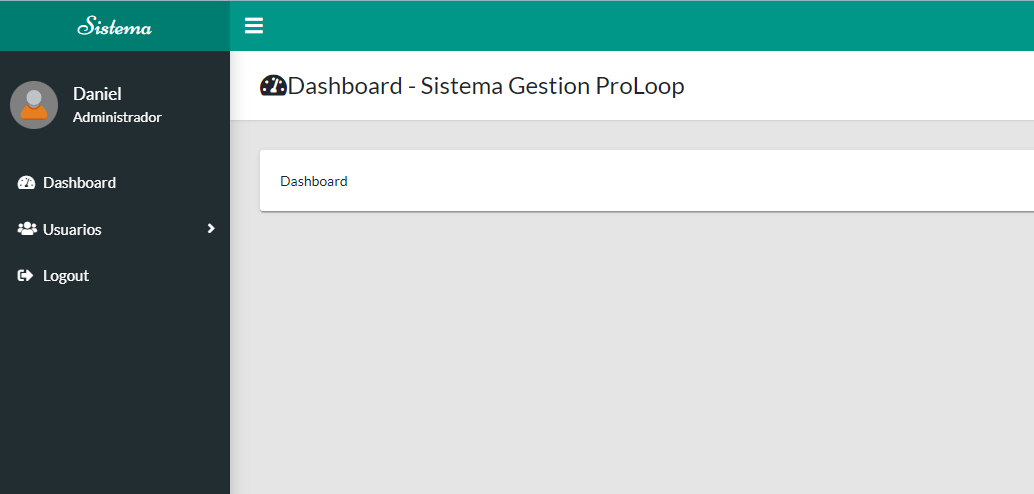 Sistema
Daniel
Administrador
Dashboard
Usuarios
Logout
Dashboard - Sistema Gestion ProLoop
Dashboard